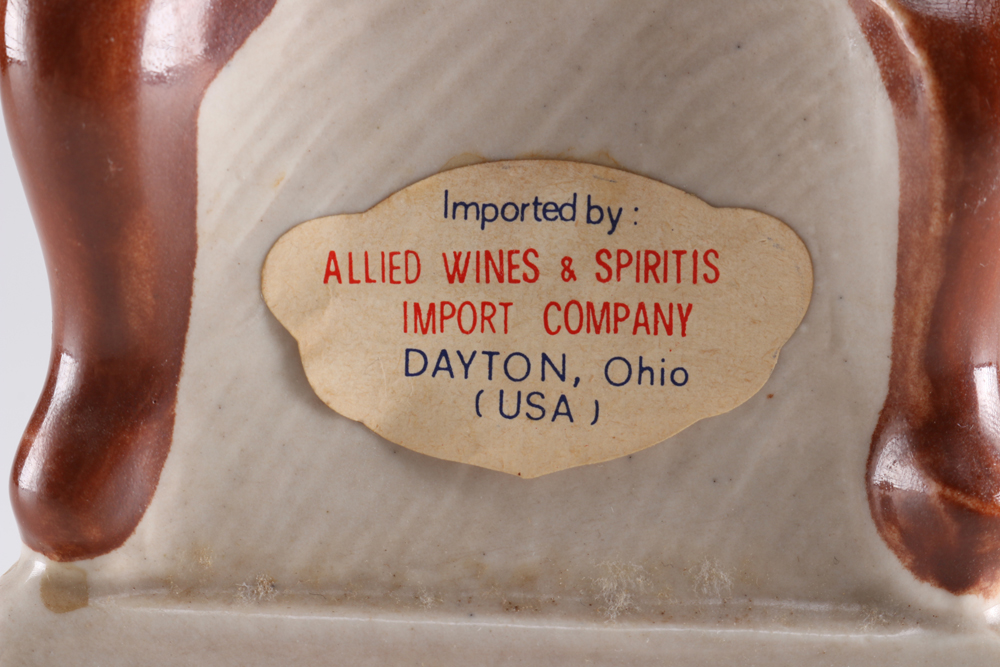 Imported by :
ALLIED WINES & SPIRITIS
IMPORT COMPANY
DAYTON, Ohio
( USA )